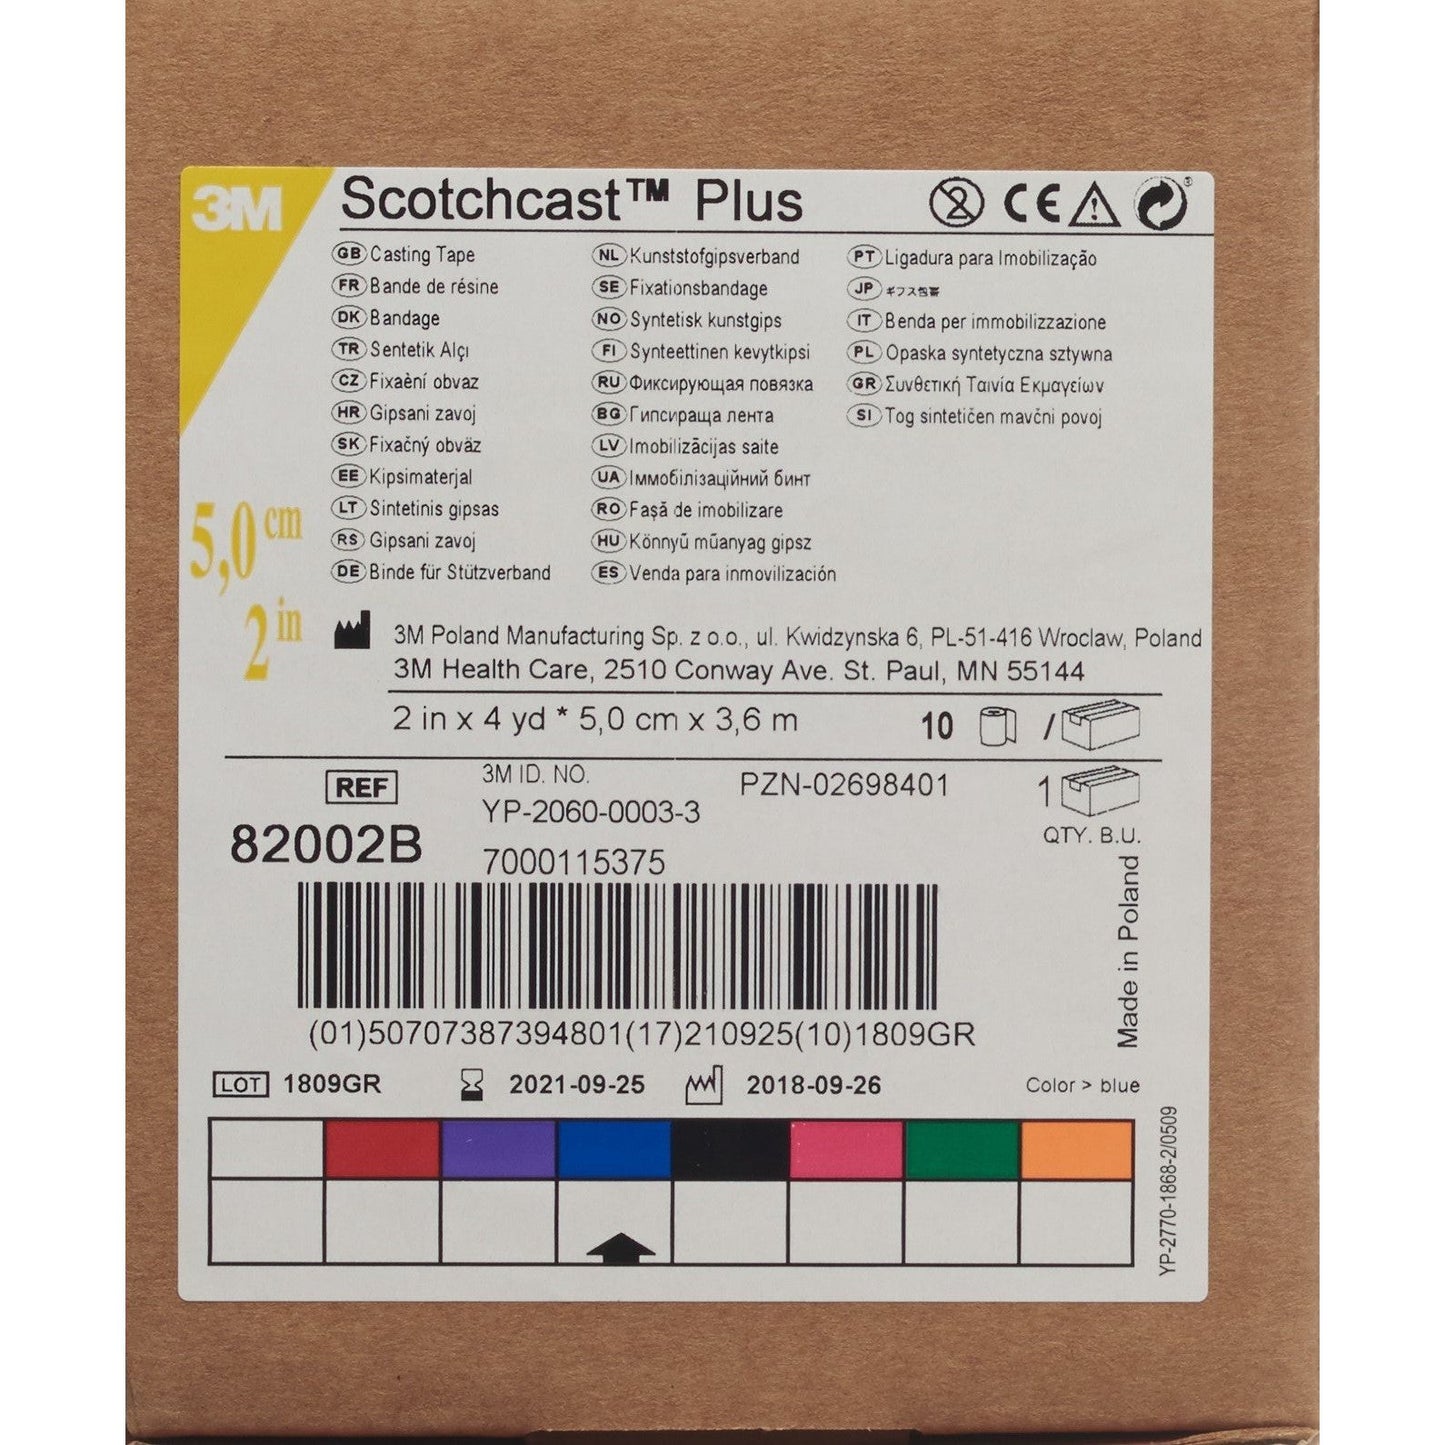 3M
Scotchcast™ Plus
2
CE
®
GB Casting Tape
FR Bande de résine
DK Bandage
TR Sentetik Alçı
CZ Fixaèní obvaz
HR Gipsani zavoj
SK Fixačný obväz
EE Kipsimaterjal
LT Sintetinis gipsas
RS Gipsani zavoj
DE Binde für Stützverband
NL Kunststofgipsverband
SE Fixationsbandage
NO Syntetisk kunstgips
FI Synteettinen kevytkipsi
RU Фиксирующая повязка
BG Гипсираща лента
LV Imobilizācijas saite
UA Іммобілізаційний бинт
RO Fașă de imobilizare
HU Könnyű műanyag gipsz
ES Venda para inmovilización
PT Ligadura para Imobilização
JP ギプス包帯
IT Benda per immobilizzazione
PL Opaska syntetyczna sztywna
GR Συνθετική Ταινία Εκμαγείων
SI Tog sintetičen mavčni povoj
5,0 cm
2 in
3M Poland Manufacturing Sp. z o.o., ul. Kwidzynska 6, PL-51-416 Wroclaw, Poland
3M Health Care, 2510 Conway Ave. St. Paul, MN 55144
2 in x 4 yd * 5,0 cm x 3,6 m
10 /
REF
82002B
3M ID. NO.
YP-2060-0003-3
7000115375
PZN-02698401
1
QTY. B.U.
Made in Poland
(01)50707387394801(17)210925(10)1809GR
LOT 1809GR 2021-09-25 2018-09-26 Color > blue
YP-2770-1868-2/0509